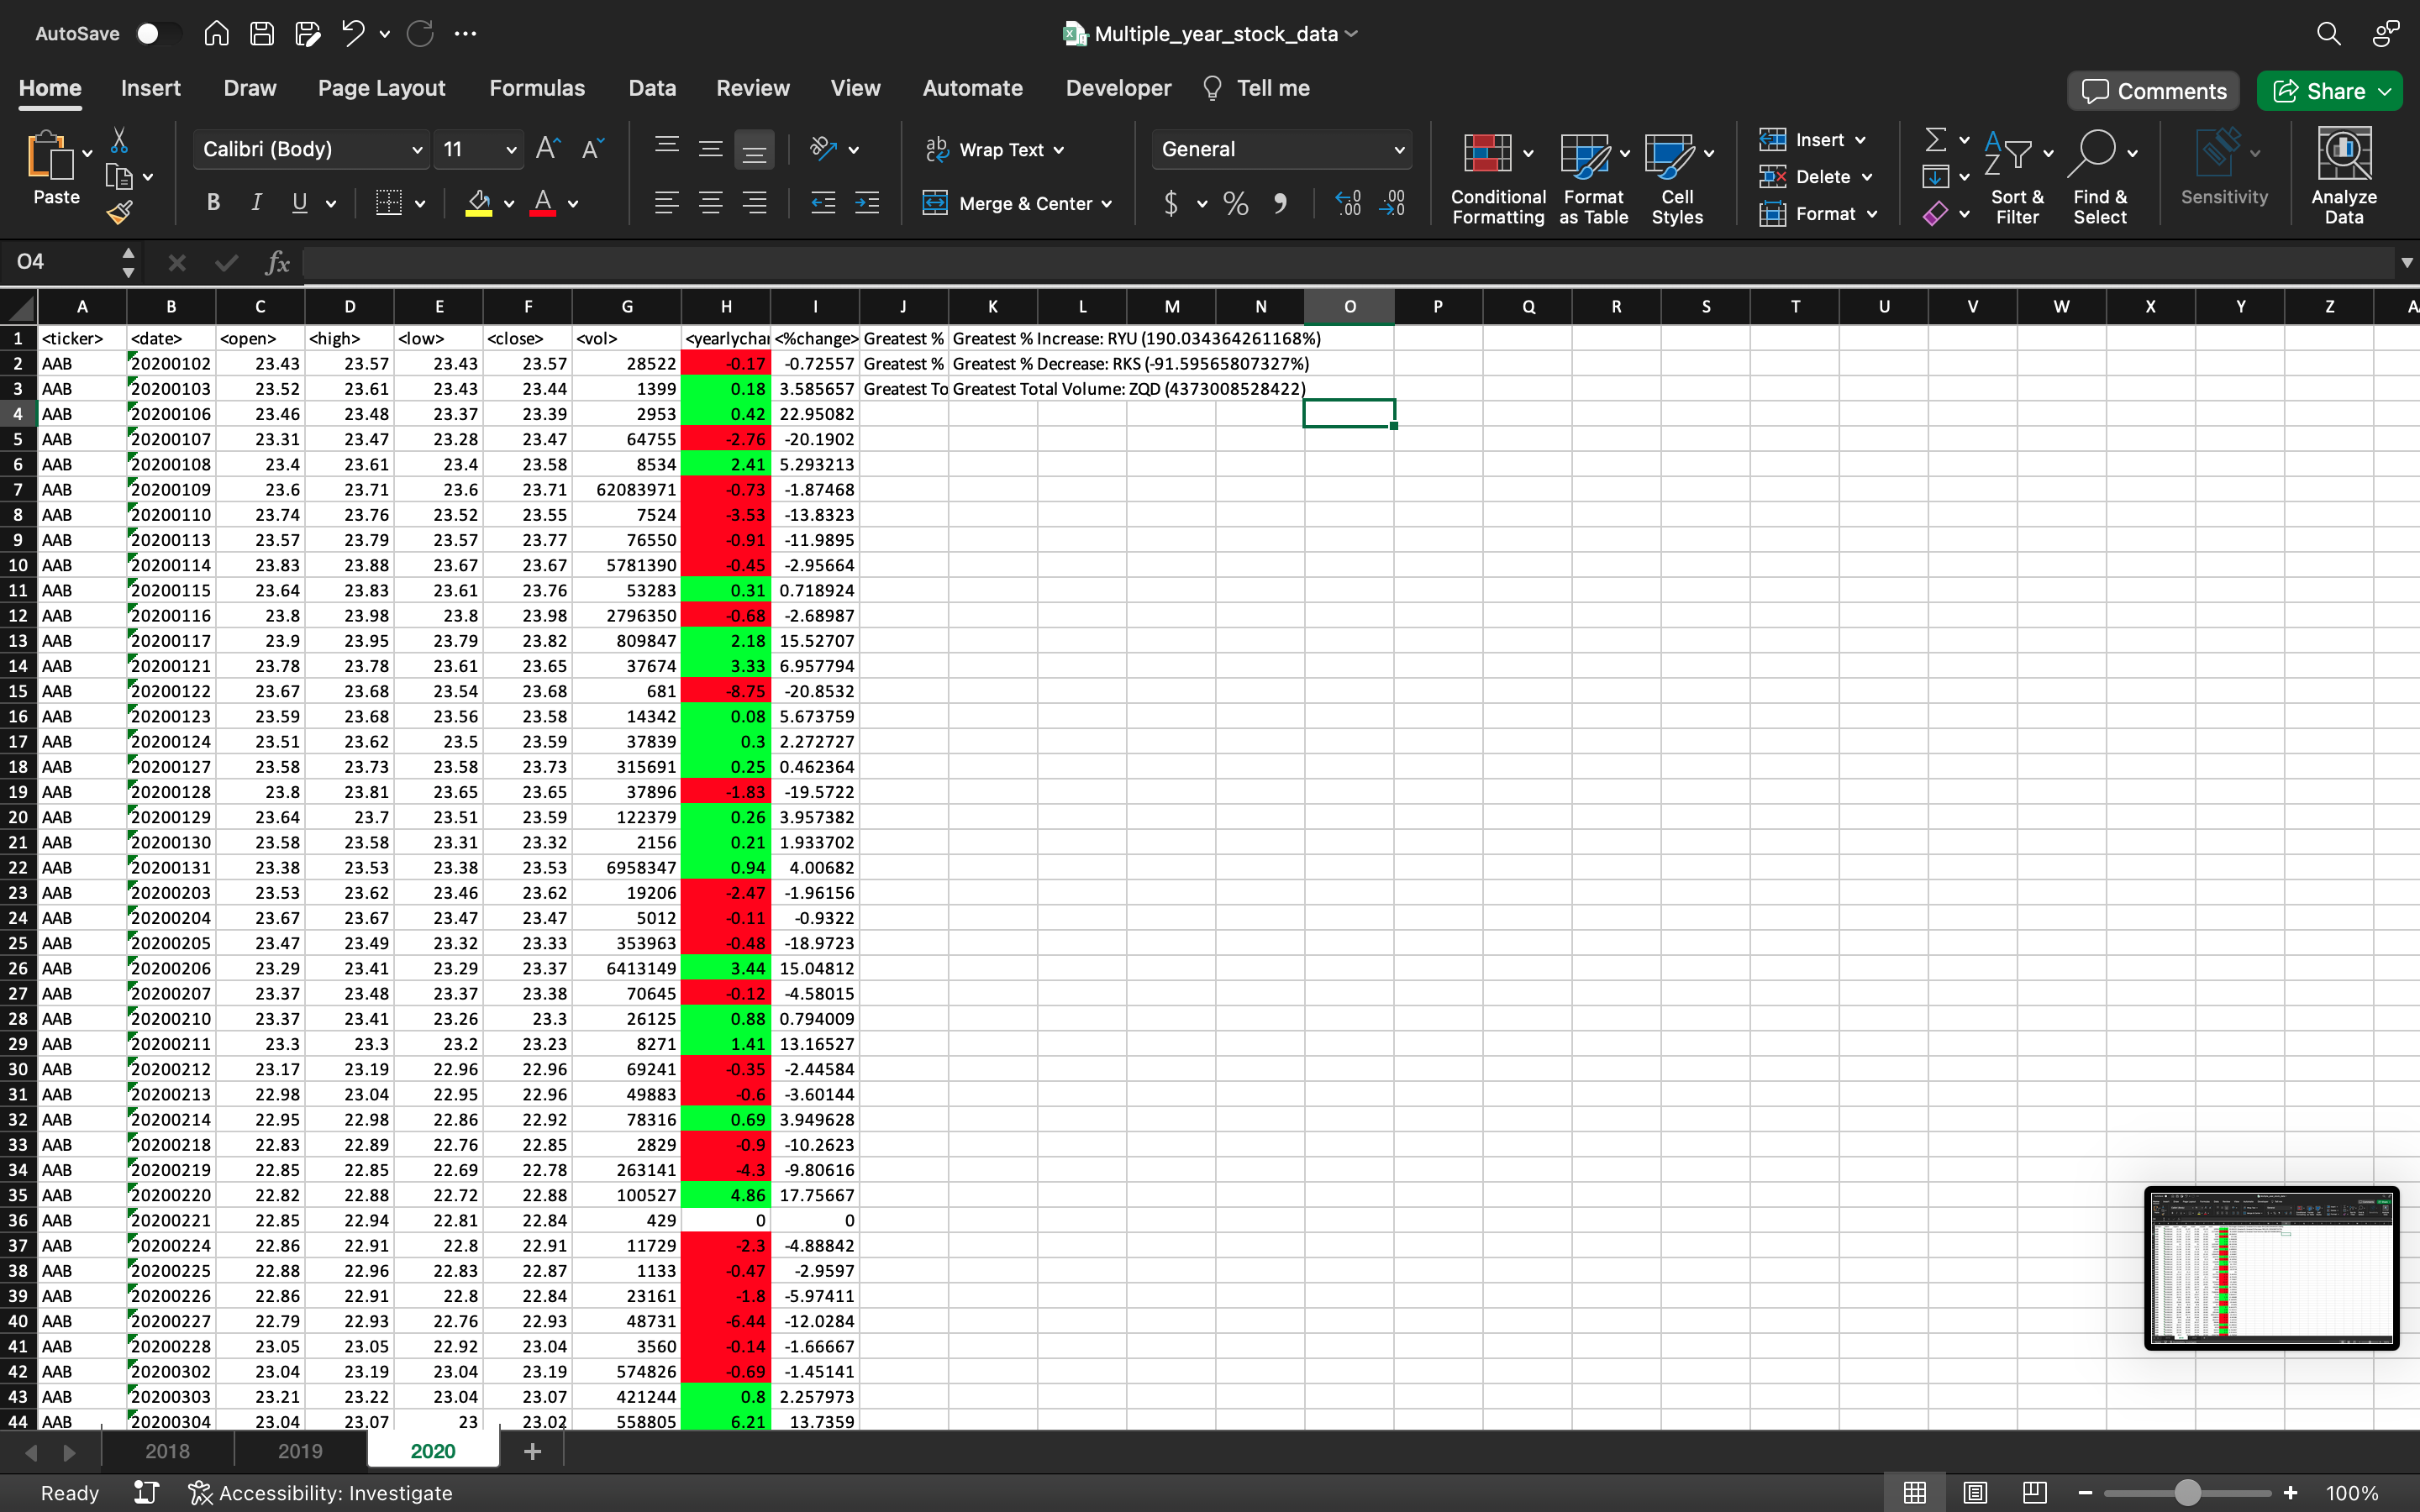 AutoSave Multiple_year_stock_data
Home Insert Draw Page Layout Formulas Data Review View Automate Developer Tell me Comments Share
Paste Calibri (Body) 11 A A B I U A ab c Wrap Text Merge & Center General $ % .00 .00 Conditional Formatting Format as Table Cell Styles Insert Delete Format Sort & Filter Find & Select Sensitivity Analyze Data
O4 fx
A B C D E F G H I J K L M N O P Q R S T U V W X Y Z A
1 <ticker> <date> <open> <high> <low> <close> <vol> <yearlychar <%change> Greatest % Greatest % Increase: RYU (190.034364261168%)
2 AAB 20200102 23.43 23.57 23.43 23.57 28522 -0.17 -0.72557 Greatest % Greatest % Decrease: RKS (-91.59565807327%)
3 AAB 20200103 23.52 23.61 23.43 23.44 1399 0.18 3.585657 Greatest To Greatest Total Volume: ZQD (4373008528422)
4 AAB 20200106 23.46 23.48 23.37 23.39 2953 0.42 22.95082
5 AAB 20200107 23.31 23.47 23.28 23.47 64755 -2.76 -20.1902
6 AAB 20200108 23.4 23.61 23.4 23.58 8534 2.41 5.293213
7 AAB 20200109 23.6 23.71 23.6 23.71 62083971 -0.73 -1.87468
8 AAB 20200110 23.74 23.76 23.52 23.55 7524 -3.53 -13.8323
9 AAB 20200113 23.57 23.79 23.57 23.77 76550 -0.91 -11.9895
10 AAB 20200114 23.83 23.88 23.67 23.67 5781390 -0.45 -2.95664
11 AAB 20200115 23.64 23.83 23.61 23.76 53283 0.31 0.718924
12 AAB 20200116 23.8 23.98 23.8 23.98 2796350 -0.68 -2.68987
13 AAB 20200117 23.9 23.95 23.79 23.82 809847 2.18 15.52707
14 AAB 20200121 23.78 23.78 23.61 23.65 37674 3.33 6.957794
15 AAB 20200122 23.67 23.68 23.54 23.68 681 -8.75 -20.8532
16 AAB 20200123 23.59 23.68 23.56 23.58 14342 0.08 5.673759
17 AAB 20200124 23.51 23.62 23.5 23.59 37839 0.3 2.272727
18 AAB 20200127 23.58 23.73 23.58 23.73 315691 0.25 0.462364
19 AAB 20200128 23.8 23.81 23.65 23.65 37896 -1.83 -19.5722
20 AAB 20200129 23.64 23.7 23.51 23.59 122379 0.26 3.957382
21 AAB 20200130 23.58 23.58 23.31 23.32 2156 0.21 1.933702
22 AAB 20200131 23.38 23.53 23.38 23.53 6958347 0.94 4.00682
23 AAB 20200203 23.53 23.62 23.46 23.62 19206 -2.47 -1.96156
24 AAB 20200204 23.67 23.67 23.47 23.47 5012 -0.11 -0.9322
25 AAB 20200205 23.47 23.49 23.32 23.33 353963 -0.48 -18.9723
26 AAB 20200206 23.29 23.41 23.29 23.37 6413149 3.44 15.04812
27 AAB 20200207 23.37 23.48 23.37 23.38 70645 -0.12 -4.58015
28 AAB 20200210 23.37 23.41 23.26 23.3 26125 0.88 0.794009
29 AAB 20200211 23.3 23.3 23.2 23.23 8271 1.41 13.16527
30 AAB 20200212 23.17 23.19 22.96 22.96 69241 -0.35 -2.44584
31 AAB 20200213 22.98 23.04 22.95 22.96 49883 -0.6 -3.60144
32 AAB 20200214 22.95 22.98 22.86 22.92 78316 0.69 3.949628
33 AAB 20200218 22.83 22.89 22.76 22.85 2829 -0.9 -10.2623
34 AAB 20200219 22.85 22.85 22.69 22.78 263141 -4.3 -9.80616
35 AAB 20200220 22.82 22.88 22.72 22.88 100527 4.86 17.75667
36 AAB 20200221 22.85 22.94 22.81 22.84 429 0 0
37 AAB 20200224 22.86 22.91 22.8 22.91 11729 -2.3 -4.88842
38 AAB 20200225 22.88 22.96 22.83 22.87 1133 -0.47 -2.9597
39 AAB 20200226 22.86 22.91 22.8 22.84 23161 -1.8 -5.97411
40 AAB 20200227 22.79 22.93 22.76 22.93 48731 -6.44 -12.0284
41 AAB 20200228 23.05 23.05 22.92 23.04 3560 -0.14 -1.66667
42 AAB 20200302 23.04 23.19 23.04 23.19 574826 -0.69 -1.45141
43 AAB 20200303 23.21 23.22 23.04 23.07 421244 0.8 2.257973
44 AAB 20200304 23.04 23.07 23 23.02 558805 6.21 13.7359
2018 2019 2020 +
Ready Accessibility: Investigate 100%